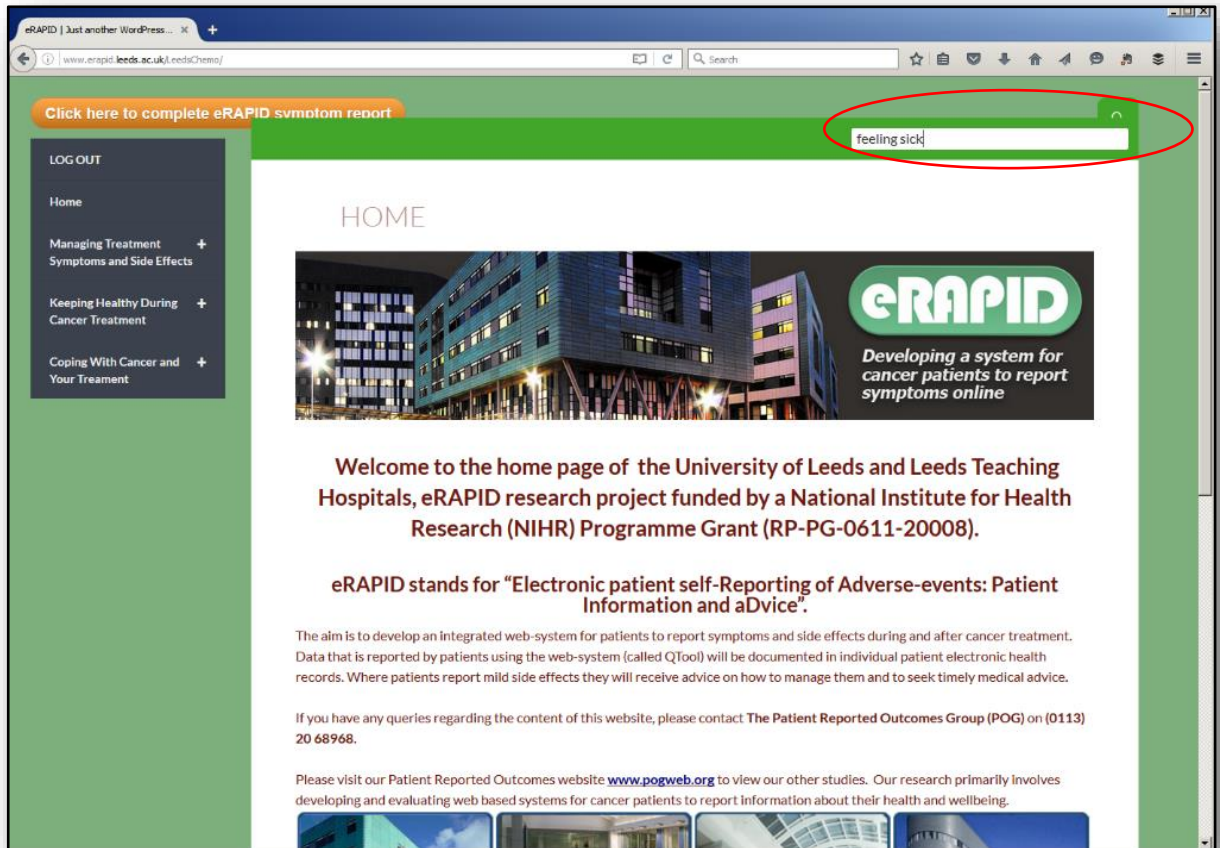 eRAPID | Just another WordPress...
www.erapid.leeds.ac.uk/LeedsChemo/
Search
Click here to complete eRAPID symptom report
feeling sick
LOG OUT
Home
Managing Treatment
Symptoms and Side Effects
Keeping Healthy During
Cancer Treatment
Coping With Cancer and
Your Treament
HOME
eRAPID
Developing a system for
cancer patients to report
symptoms online
Welcome to the home page of the University of Leeds and Leeds Teaching
Hospitals, eRAPID research project funded by a National Institute for Health
Research (NIHR) Programme Grant (RP-PG-0611-20008).
eRAPID stands for “Electronic patient self-Reporting of Adverse-events: Patient
Information and aDvice”.
The aim is to develop an integrated web-system for patients to report symptoms and side effects during and after cancer treatment.
Data that is reported by patients using the web-system (called QTool) will be documented in individual patient electronic health
records. Where patients report mild side effects they will receive advice on how to manage them and to seek timely medical advice.
If you have any queries regarding the content of this website, please contact The Patient Reported Outcomes Group (POG) on (0113)
20 68968.
Please visit our Patient Reported Outcomes website www.pogweb.org to view our other studies. Our research primarily involves
developing and evaluating web based systems for cancer patients to report information about their health and wellbeing.